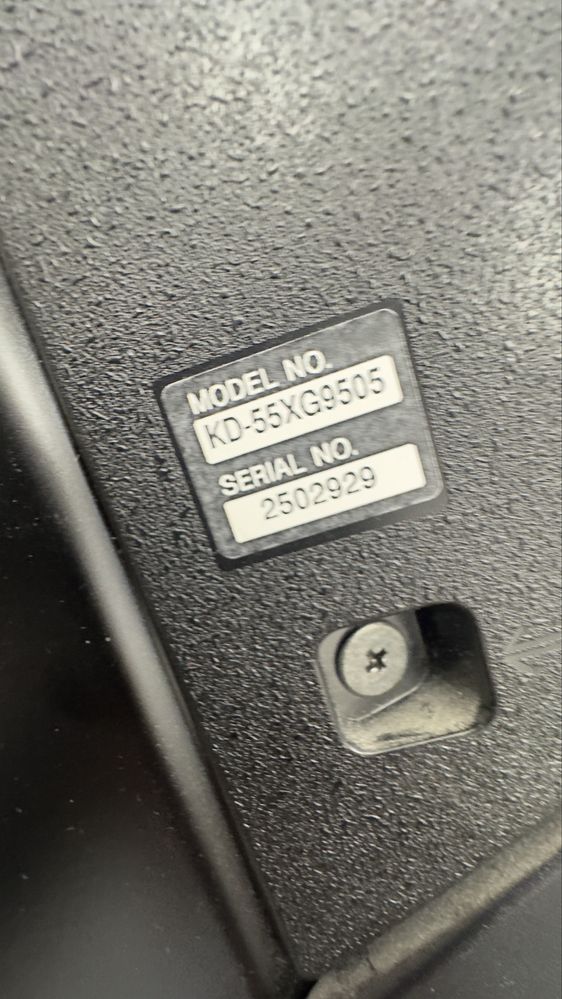 MODEL NO.
KD-55XG9505
SERIAL NO.
2502929